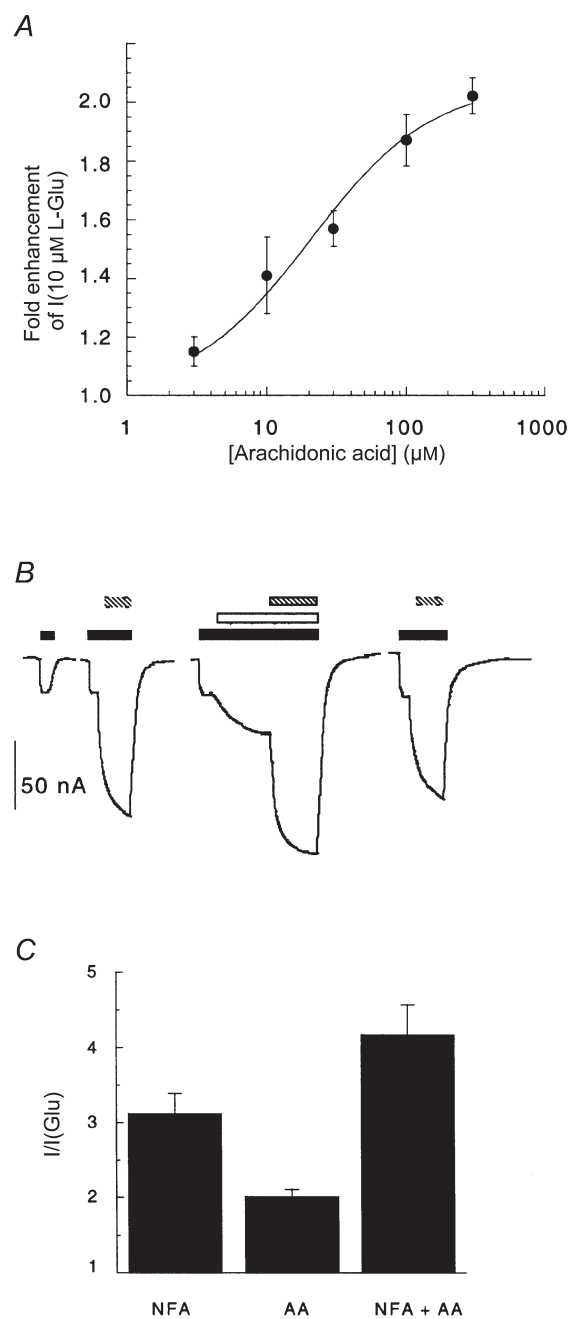 A
Fold enhancement
of I(10 µM L-Glu)
2.0
1.8
1.6
1.4
1.2
1.0
1 10 100 1000
[Arachidonic acid] (µM)
B
50 nA
C
I/I(Glu)
5
4
3
2
1
NFA AA NFA + AA